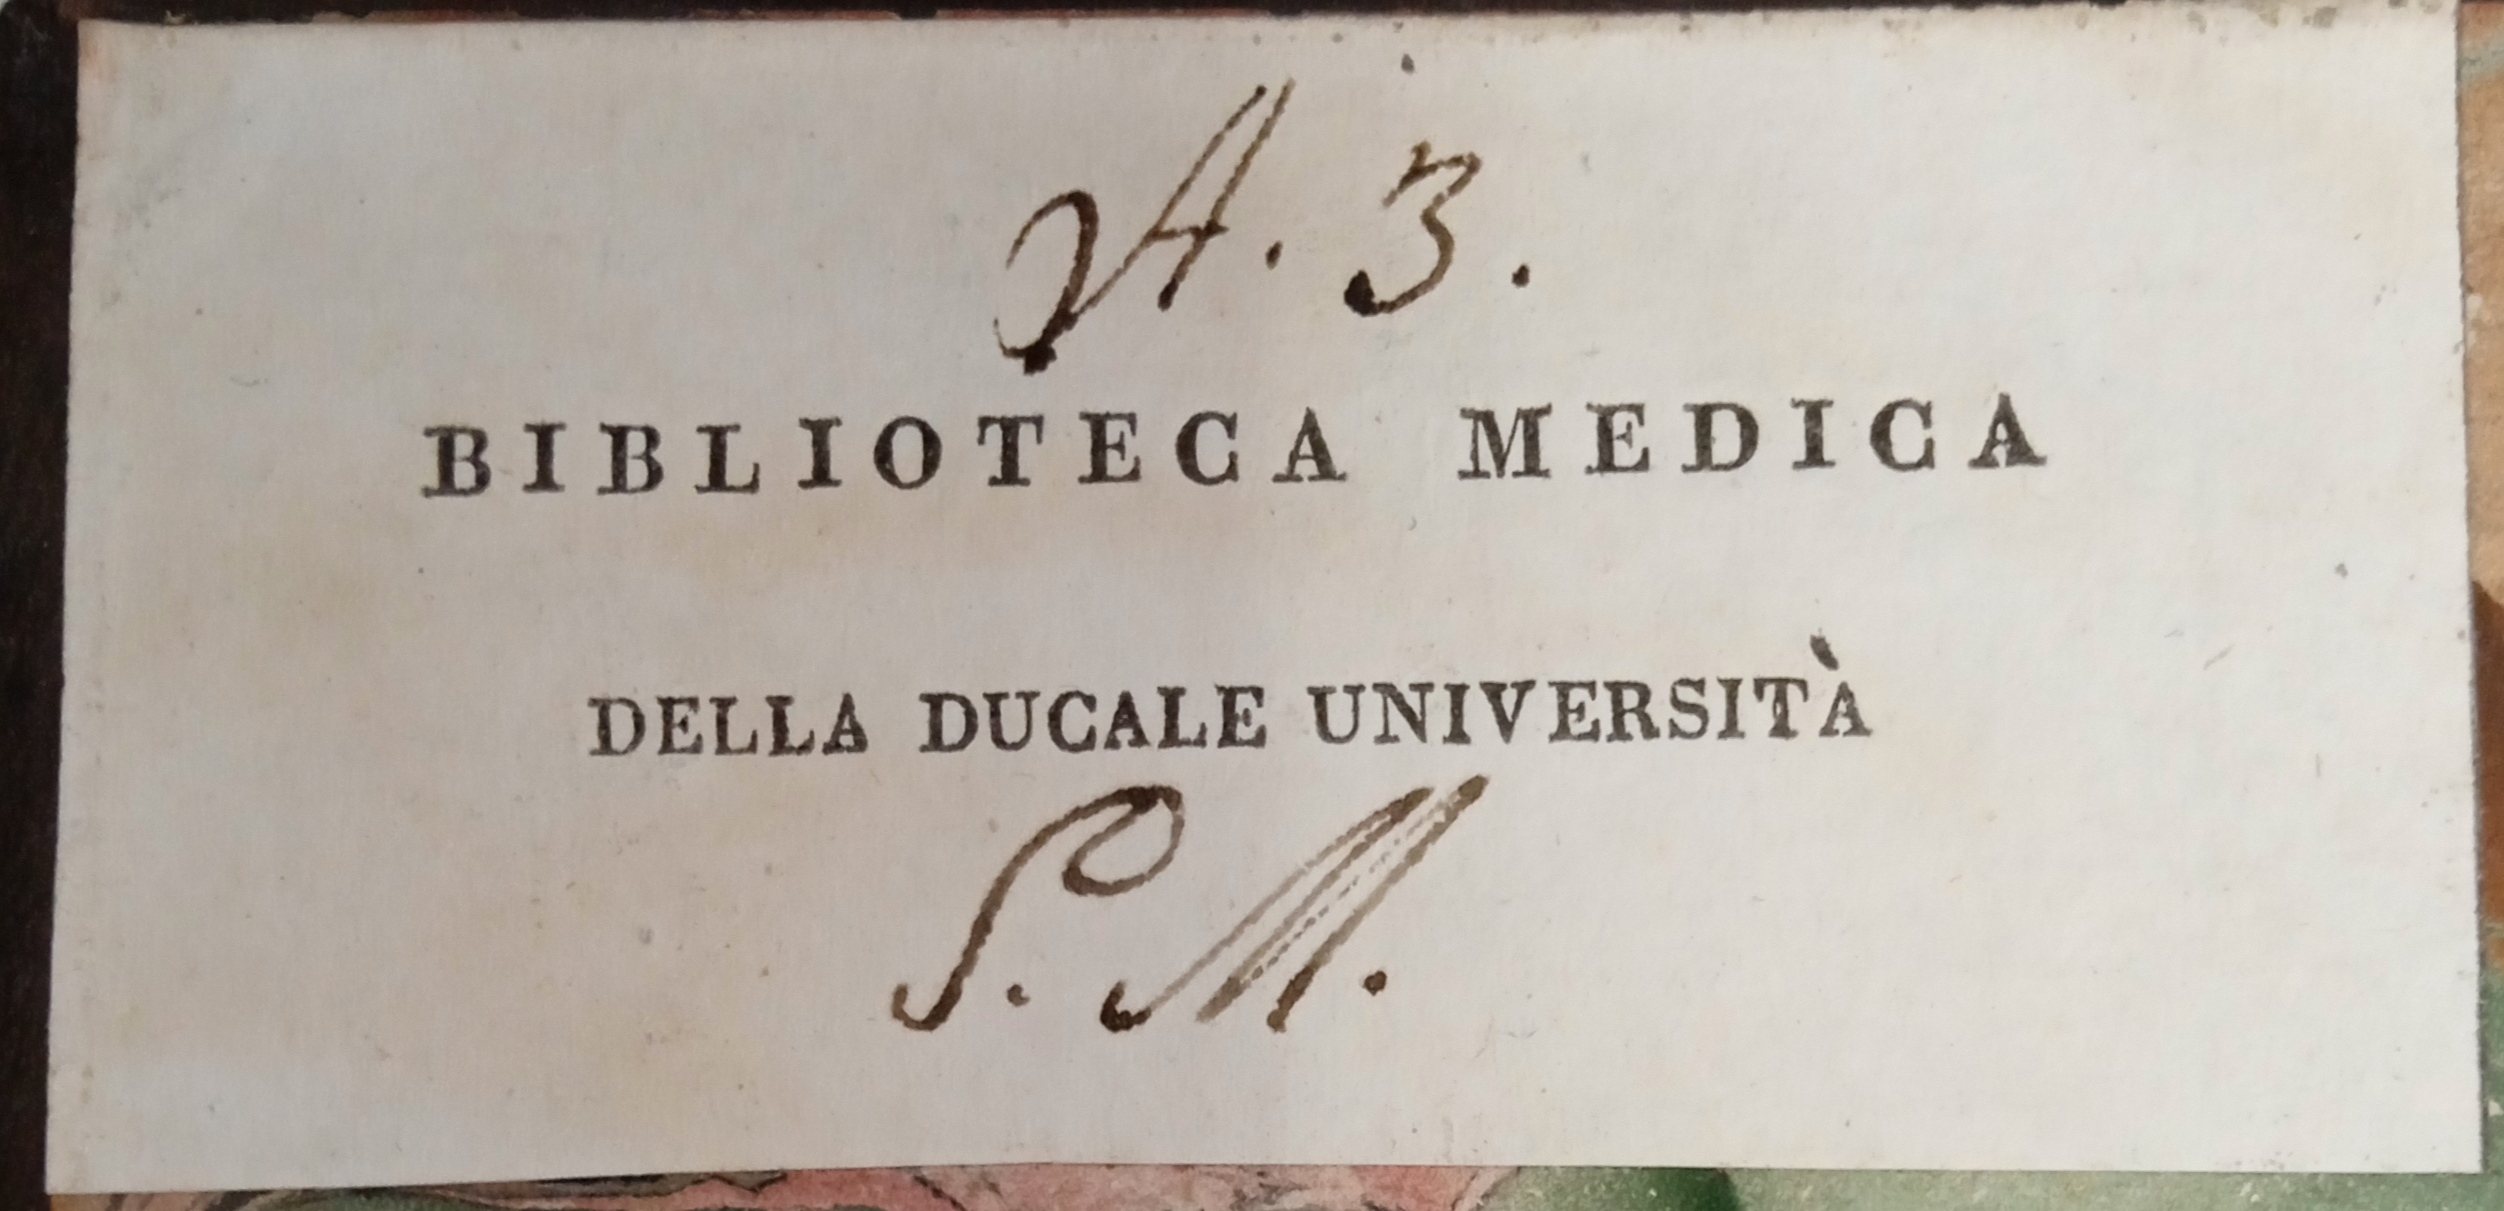 A. 3.
BIBLIOTECA MEDICA
DELLA DUCALE UNIVERSITÀ
S. M.